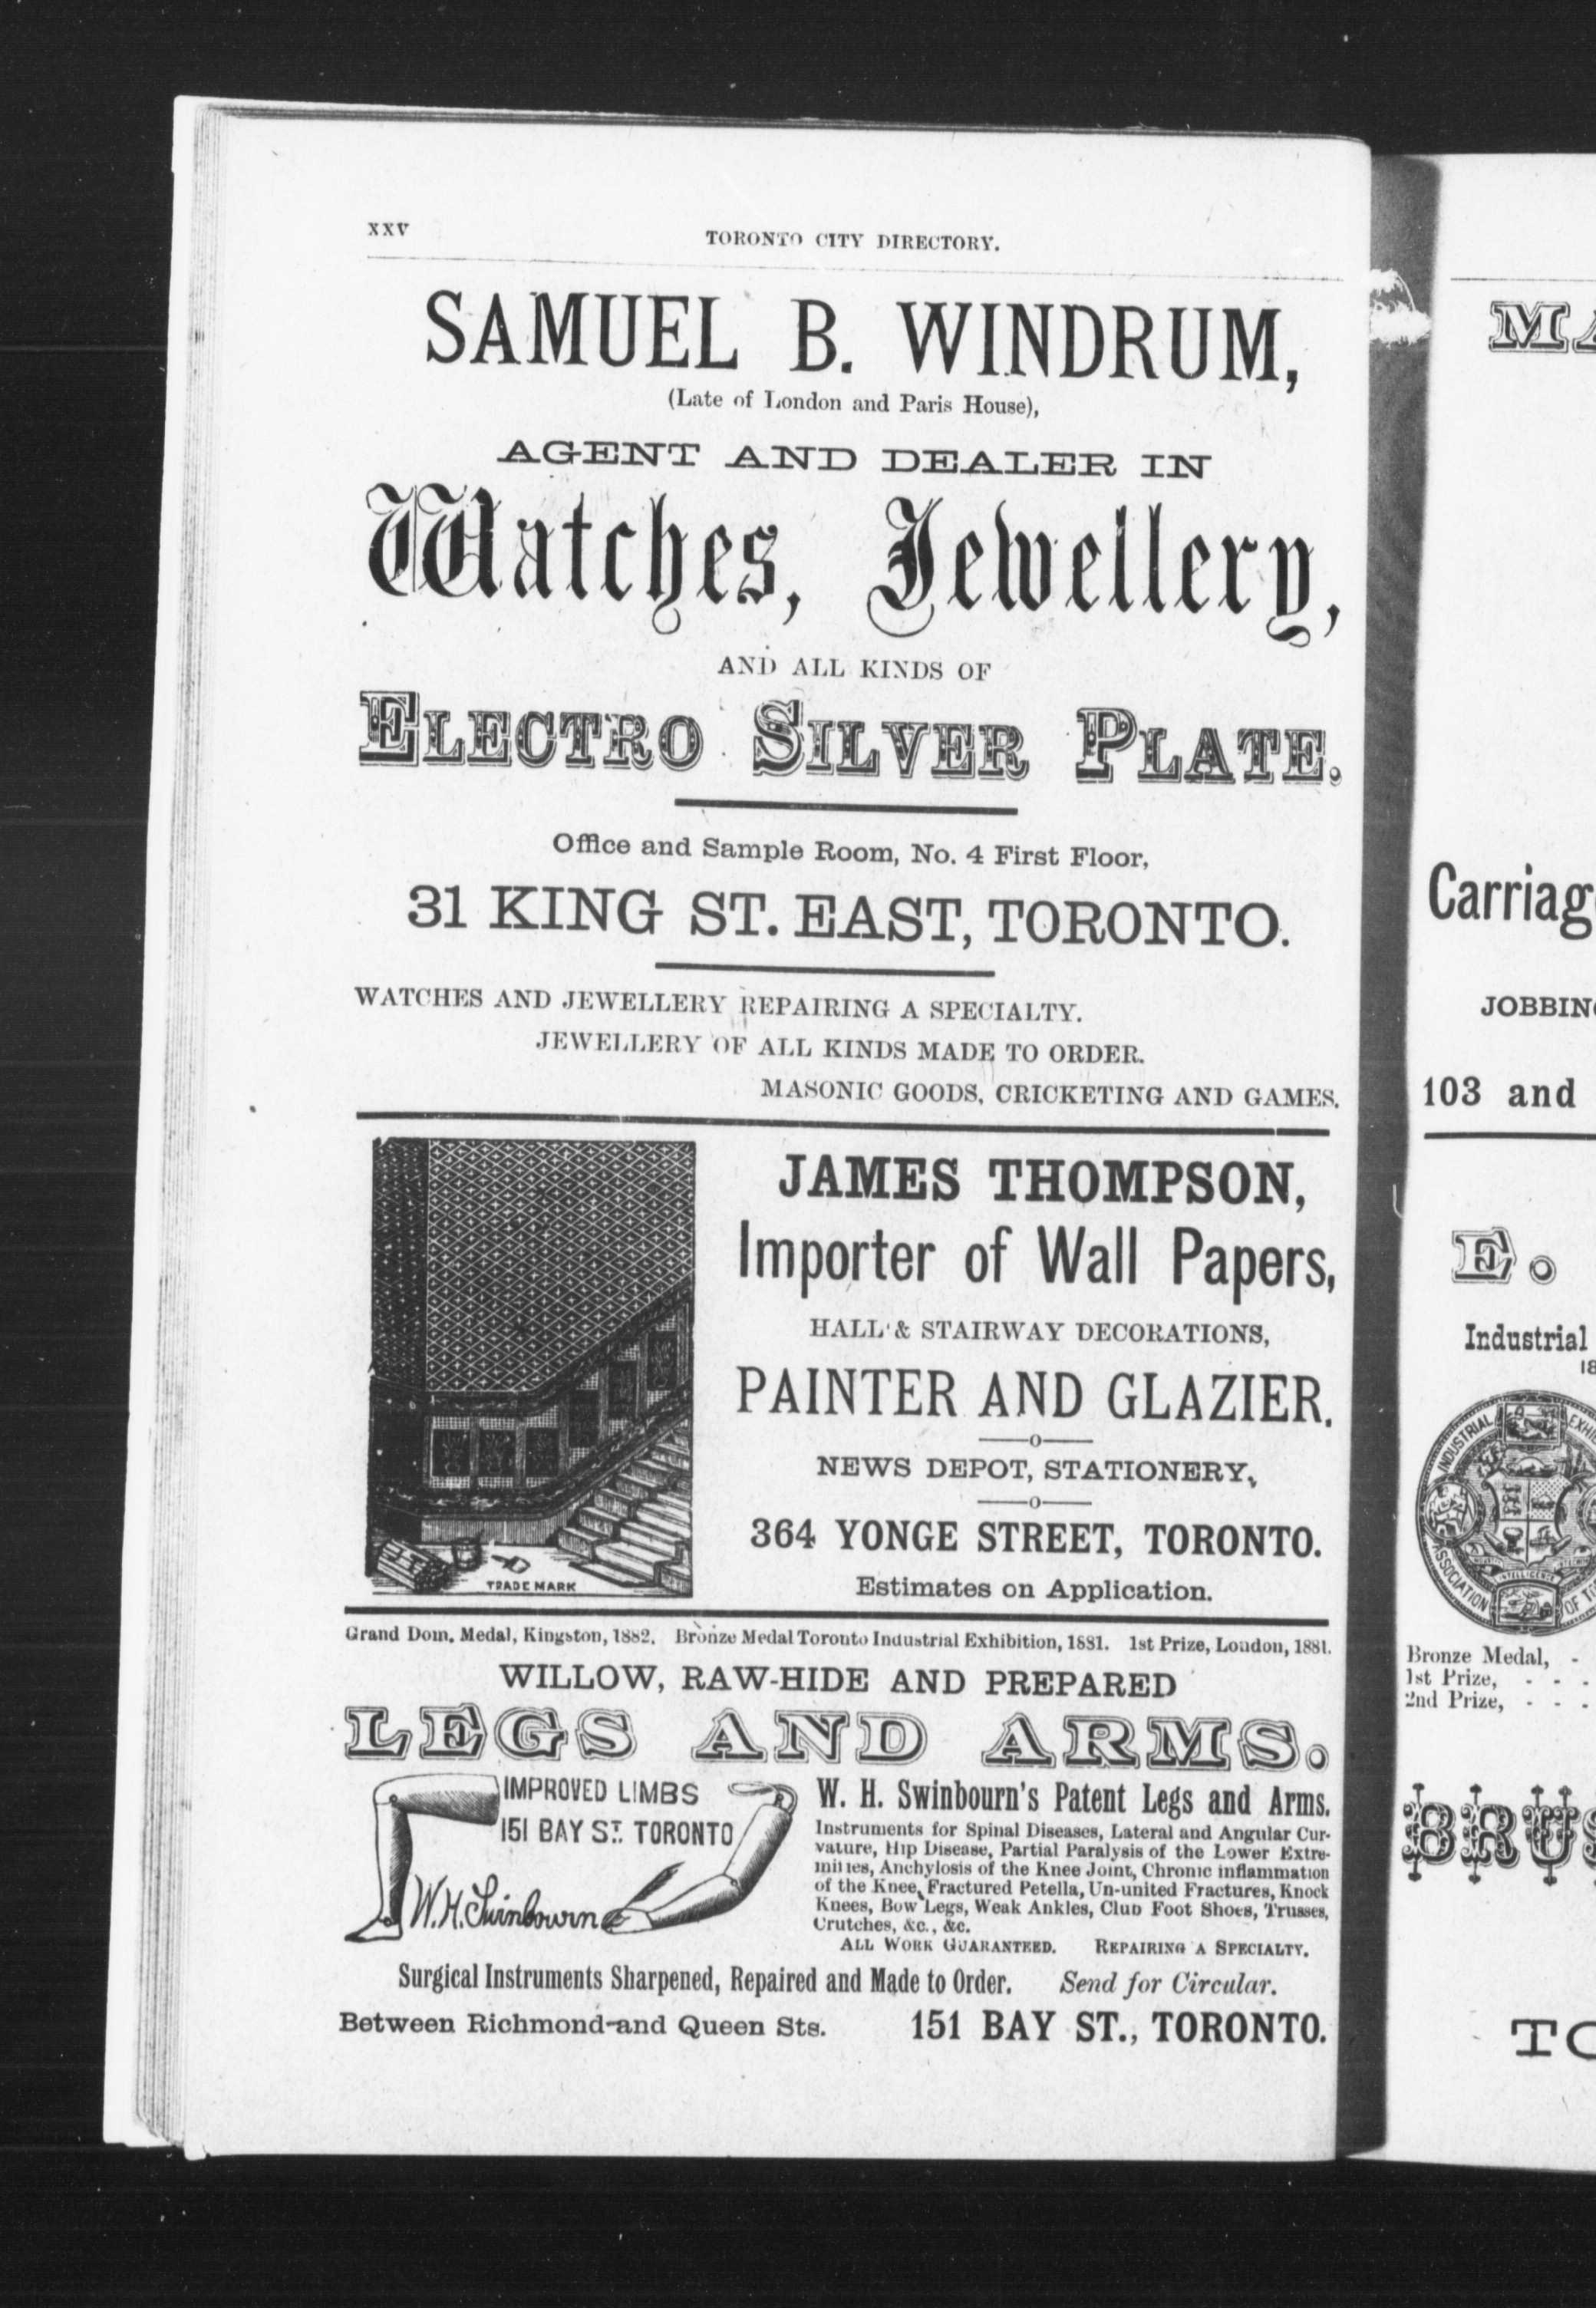 xxv
TORONTO CITY DIRECTORY.
SAMUEL B. WINDRUM,
(Late of London and Paris House),
AGENT AND DEALER IN
Watches, Jewellery,
AND ALL KINDS OF
ELECTRO SILVER PLATE.
Office and Sample Room, No. 4 First Floor,
31 KING ST. EAST, TORONTO.
WATCHES AND JEWELLERY REPAIRING A SPECIALTY.
JEWELLERY OF ALL KINDS MADE TO ORDER.
MASONIC GOODS, CRICKETING AND GAMES.
TRADE MARK
JAMES THOMPSON,
Importer of Wall Papers,
HALL & STAIRWAY DECORATIONS,
PAINTER AND GLAZIER.
NEWS DEPOT, STATIONERY,
364 YONGE STREET, TORONTO.
Estimates on Application.
Grand Dom. Medal, Kingston, 1882. Bronze Medal Toronto Industrial Exhibition, 1881. 1st Prize, London, 1881.
WILLOW, RAW-HIDE AND PREPARED
LEGS AND ARMS.
IMPROVED LIMBS
151 BAY ST. TORONTO
W. H. Swinbourn
W. H. Swinbourn's Patent Legs and Arms.
Instruments for Spinal Diseases, Lateral and Angular Cur-
vature, Hip Disease, Partial Paralysis of the Lower Extre-
mities, Anchylosis of the Knee Joint, Chronic inflammation
of the Knee, Fractured Petella, Un-united Fractures, Knock
Knees, Bow Legs, Weak Ankles, Club Foot Shoes, Trusses,
Crutches, &c., &c.
ALL WORK GUARANTEED. REPAIRING A SPECIALTY.
Surgical Instruments Sharpened, Repaired and Made to Order. Send for Circular.
Between Richmond and Queen Sts. 151 BAY ST., TORONTO.
MA
Carriag
JOBBIN
103 and
E.
Industrial
18
INDUSTRIAL EXHI
ASSOCIATION OF T
INTELLIGENCE
Bronze Medal, -
1st Prize, - - -
2nd Prize, - - -
BRUS
TO